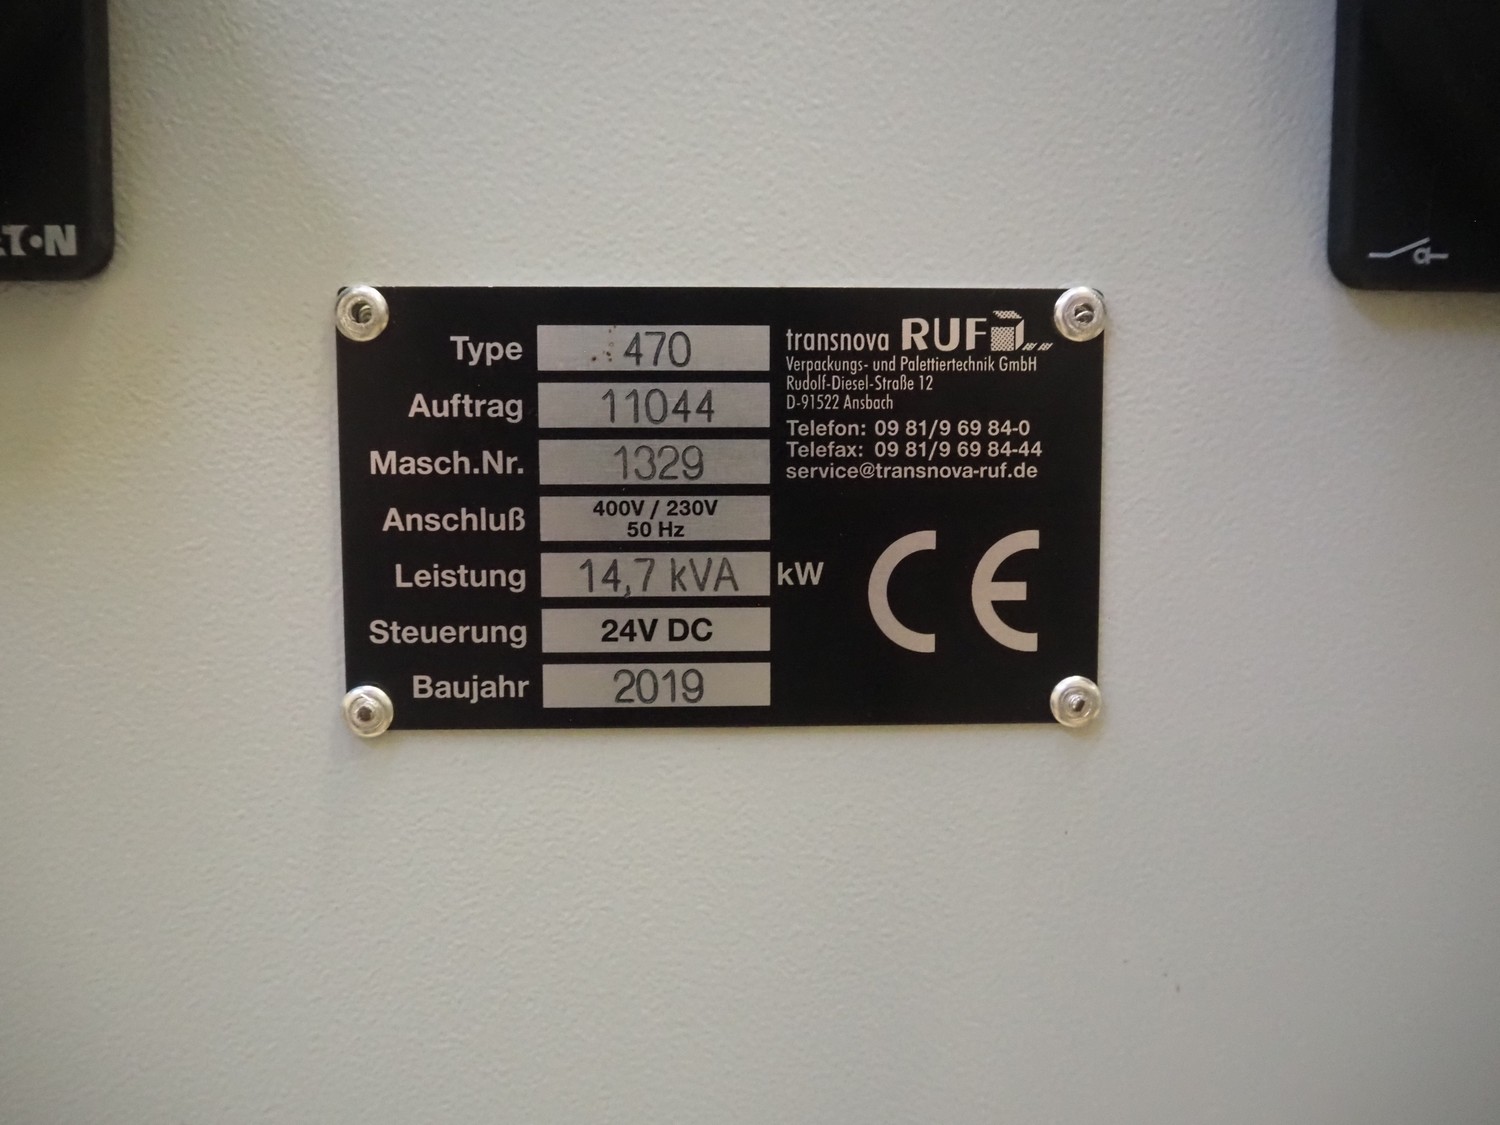 T•N
Type 470
Auftrag 11044
Masch.Nr. 1329
Anschluß 400V / 230V
50 Hz
Leistung 14,7 kVA kW
Steuerung 24V DC
Baujahr 2019
transnova RUF
Verpackungs- und Palettiertechnik GmbH
Rudolf-Diesel-Straße 12
D-91522 Ansbach
Telefon: 09 81/9 69 84-0
Telefax: 09 81/9 69 84-44
service@transnova-ruf.de
CE